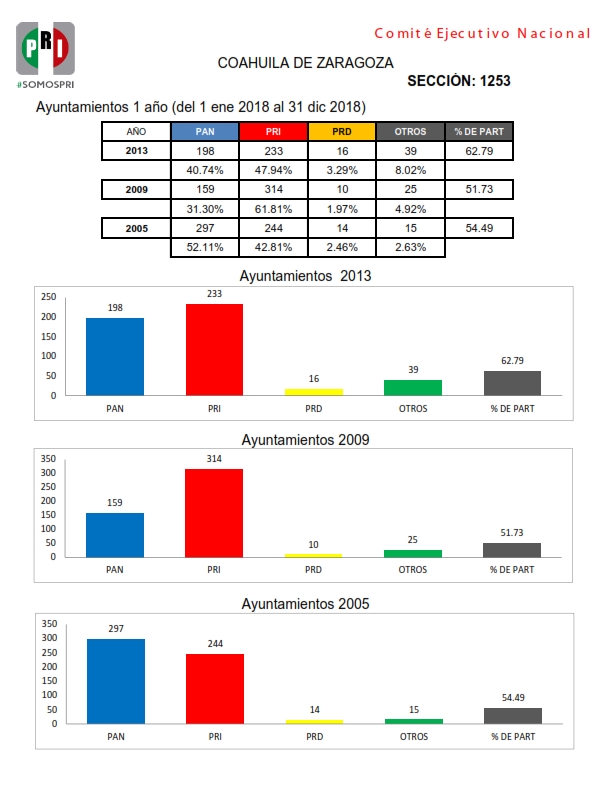 Comité Ejecutivo Nacional
PRI
#SOMOSPRI
COAHUILA DE ZARAGOZA
SECCIÒN: 1253
Ayuntamientos 1 año (del 1 ene 2018 al 31 dic 2018)
AÑO PAN PRI PRD OTROS % DE PART
2013 198 233 16 39 62.79
40.74% 47.94% 3.29% 8.02%
2009 159 314 10 25 51.73
31.30% 61.81% 1.97% 4.92%
2005 297 244 14 15 54.49
52.11% 42.81% 2.46% 2.63%
Ayuntamientos 2013
250
200
150
100
50
0
198
233
16
39
62.79
PAN PRI PRD OTROS % DE PART
Ayuntamientos 2009
350
300
250
200
150
100
50
0
159
314
10
25
51.73
PAN PRI PRD OTROS % DE PART
Ayuntamientos 2005
350
300
250
200
150
100
50
0
297
244
14
15
54.49
PAN PRI PRD OTROS % DE PART